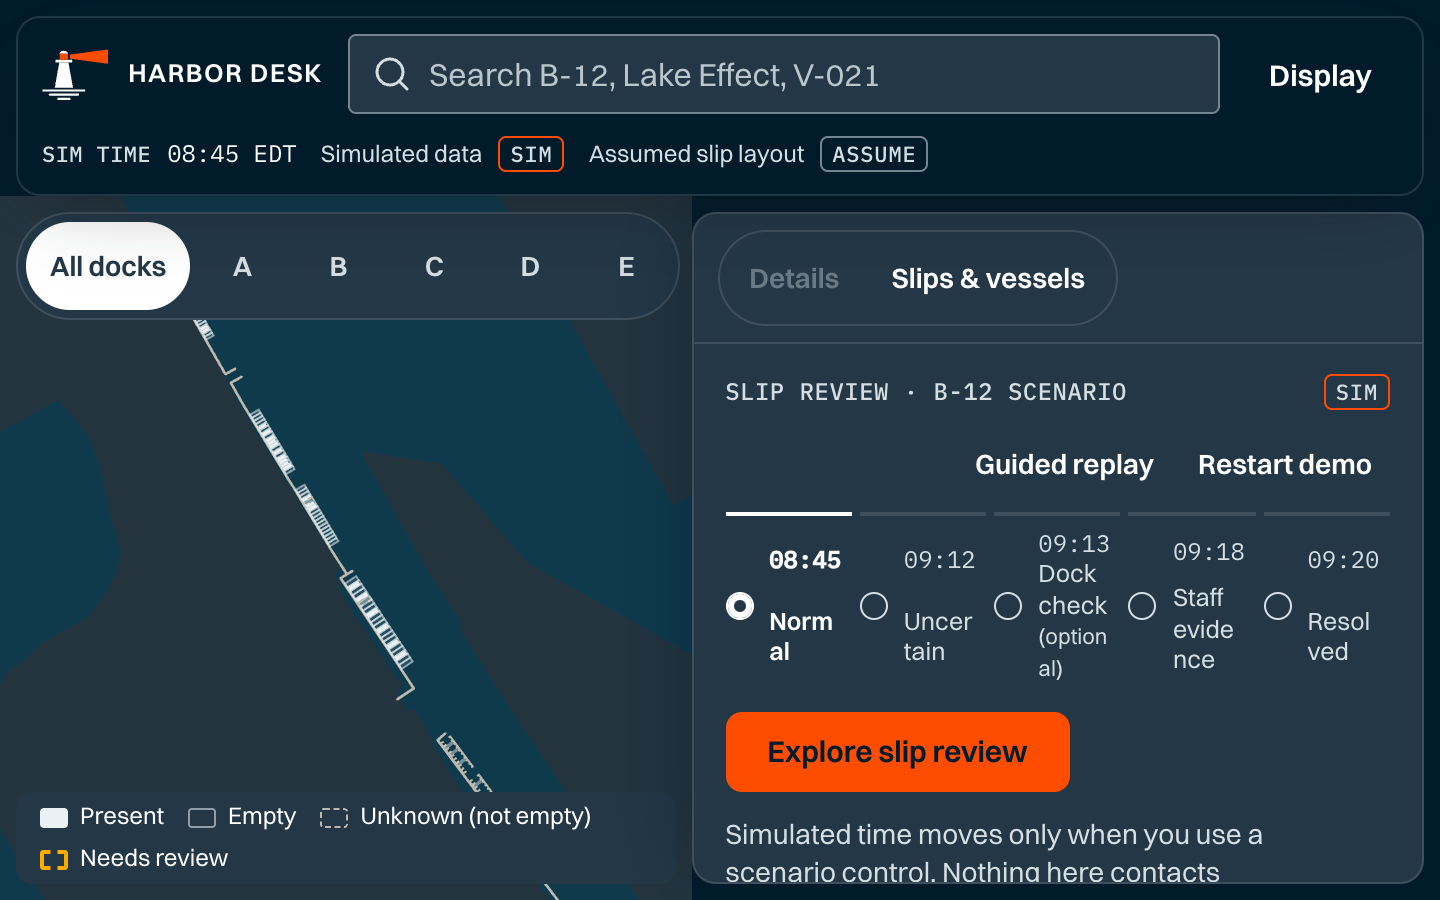 HARBOR DESK
Search B-12, Lake Effect, V-021
Display
SIM TIME 08:45 EDT Simulated data SIM Assumed slip layout ASSUME
All docks A B C D E
Details Slips & vessels
SLIP REVIEW · B-12 SCENARIO SIM
Guided replay Restart demo
08:45
Norm
al
09:12
Uncer
tain
09:13
Dock
check
(option
al)
09:18
Staff
evide
nce
09:20
Resol
ved
Explore slip review
Simulated time moves only when you use a
scenario control. Nothing here contacts
Present Empty Unknown (not empty)
Needs review